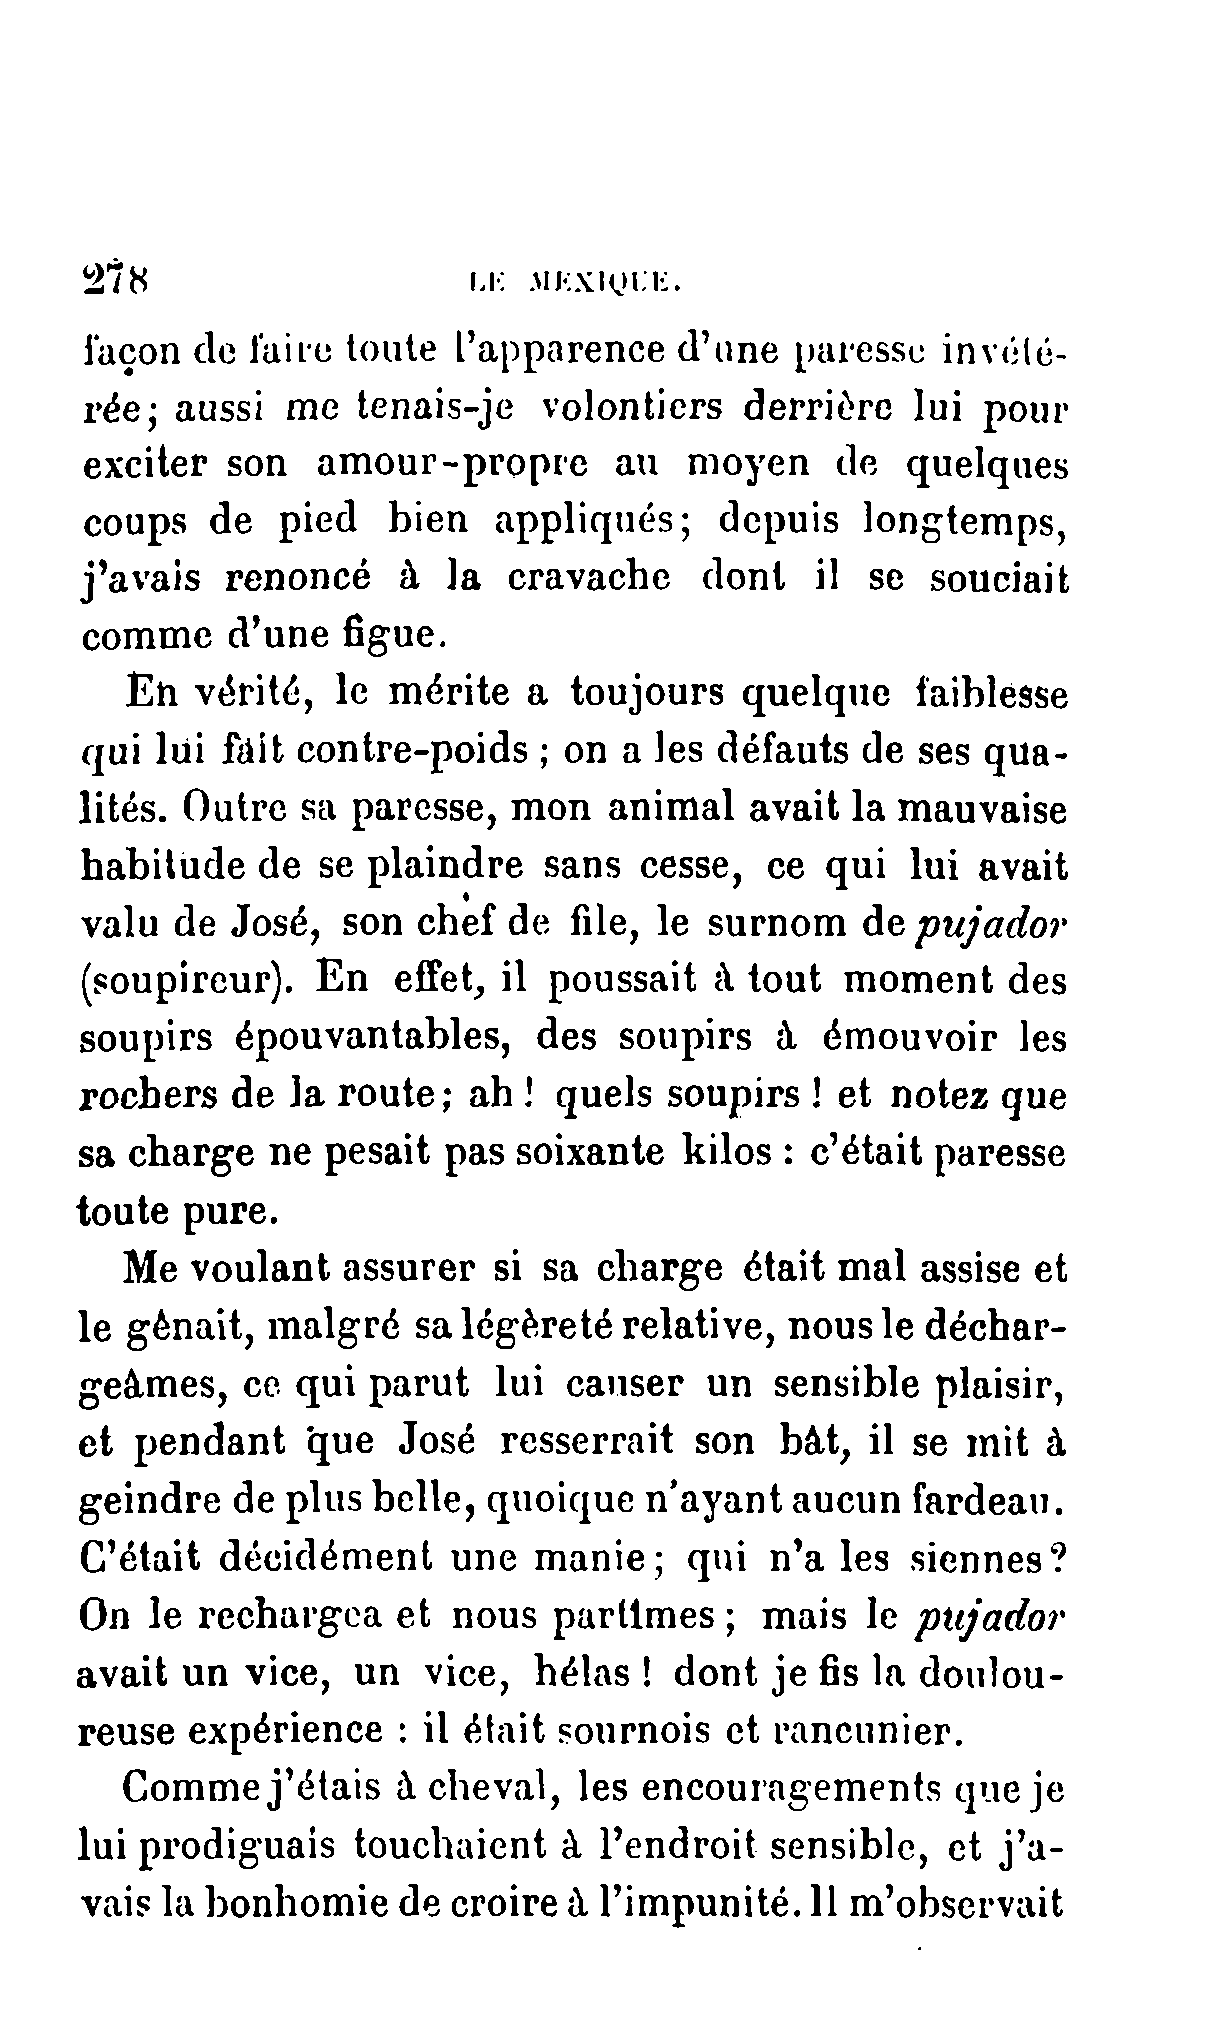 278 LE MEXIQUE.
façon de faire toute l'apparence d'une paresse invété-
rée; aussi me tenais-je volontiers derrière lui pour
exciter son amour-propre au moyen de quelques
coups de pied bien appliqués; depuis longtemps,
j'avais renoncé à la cravache dont il se souciait
comme d'une figue.
En vérité, le mérite a toujours quelque faiblesse
qui lui fait contre-poids ; on a les défauts de ses qua-
lités. Outre sa paresse, mon animal avait la mauvaise
habitude de se plaindre sans cesse, ce qui lui avait
valu de José, son chef de file, le surnom de pujador
(soupireur). En effet, il poussait à tout moment des
soupirs épouvantables, des soupirs à émouvoir les
rochers de la route; ah ! quels soupirs ! et notez que
sa charge ne pesait pas soixante kilos : c'était paresse
toute pure.
Me voulant assurer si sa charge était mal assise et
le gênait, malgré sa légèreté relative, nous le déchar-
geâmes, ce qui parut lui causer un sensible plaisir,
et pendant que José resserrait son bât, il se mit à
geindre de plus belle, quoique n'ayant aucun fardeau.
C'était décidément une manie; qui n'a les siennes?
On le rechargea et nous partîmes ; mais le pujador
avait un vice, un vice, hélas ! dont je fis la doulou-
reuse expérience : il était sournois et rancunier.
Comme j'étais à cheval, les encouragements que je
lui prodiguais touchaient à l'endroit sensible, et j'a-
vais la bonhomie de croire à l'impunité. Il m'observait